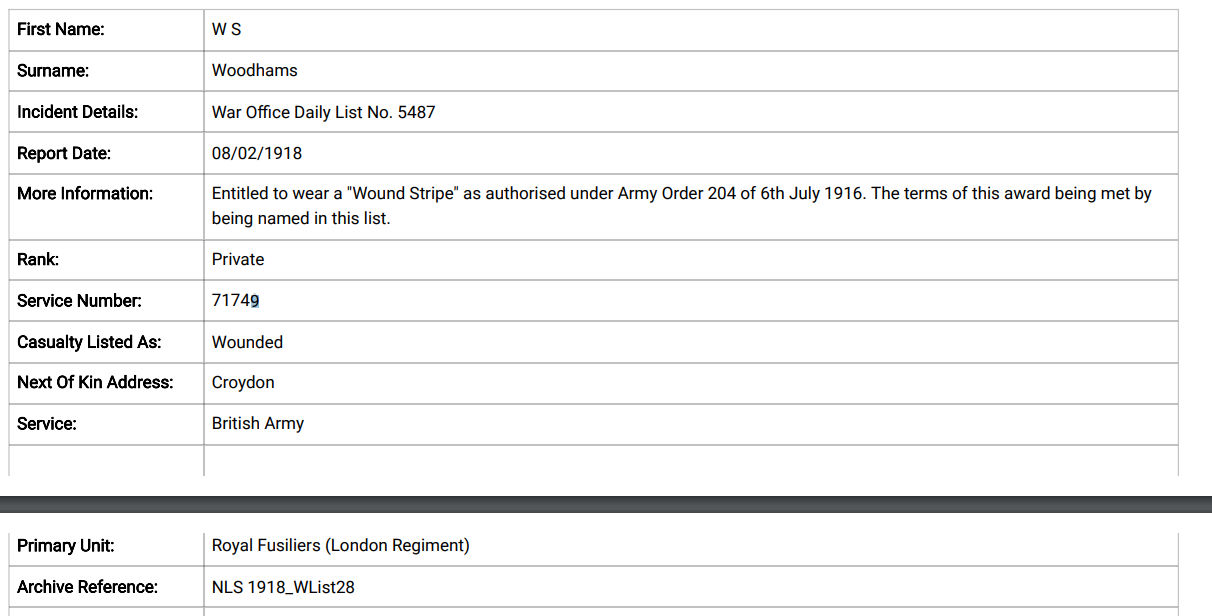 First Name: W S
Surname: Woodhams
Incident Details: War Office Daily List No. 5487
Report Date: 08/02/1918
More Information: Entitled to wear a "Wound Stripe" as authorised under Army Order 204 of 6th July 1916. The terms of this award being met by
being named in this list.
Rank: Private
Service Number: 71749
Casualty Listed As: Wounded
Next Of Kin Address: Croydon
Service: British Army
Primary Unit: Royal Fusiliers (London Regiment)
Archive Reference: NLS 1918_WList28